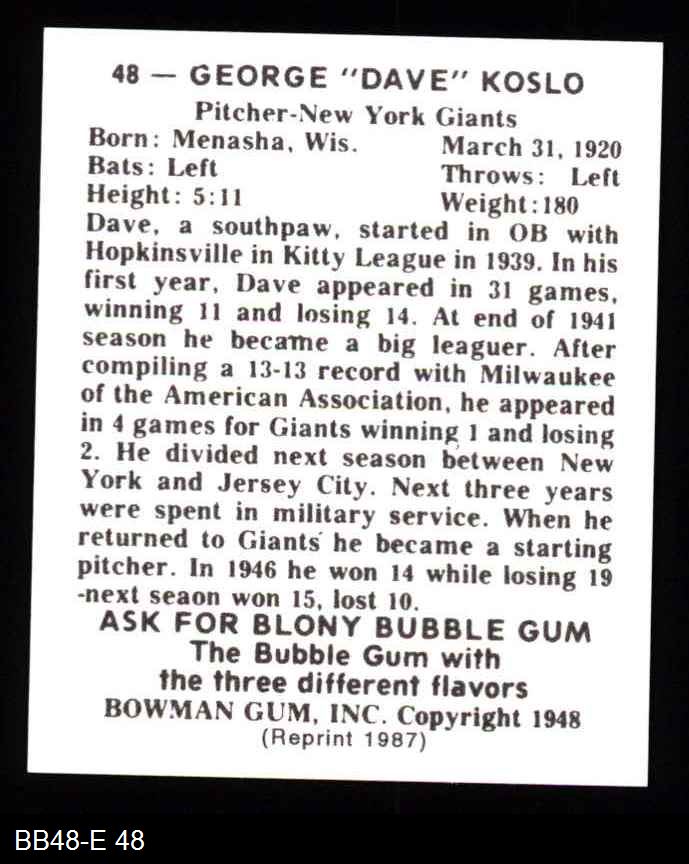 48 — GEORGE "DAVE" KOSLO
Pitcher-New York Giants
Born: Menasha, Wis. March 31, 1920
Bats: Left Throws: Left
Height: 5:11 Weight:180
Dave, a southpaw, started in OB with
Hopkinsville in Kitty League in 1939. In his
first year, Dave appeared in 31 games,
winning 11 and losing 14. At end of 1941
season he became a big leaguer. After
compiling a 13-13 record with Milwaukee
of the American Association, he appeared
in 4 games for Giants winning 1 and losing
2. He divided next season between New
York and Jersey City. Next three years
were spent in military service. When he
returned to Giants he became a starting
pitcher. In 1946 he won 14 while losing 19
-next seaon won 15, lost 10.
ASK FOR BLONY BUBBLE GUM
The Bubble Gum with
the three different flavors
BOWMAN GUM, INC. Copyright 1948
(Reprint 1987)
BB48-E 48